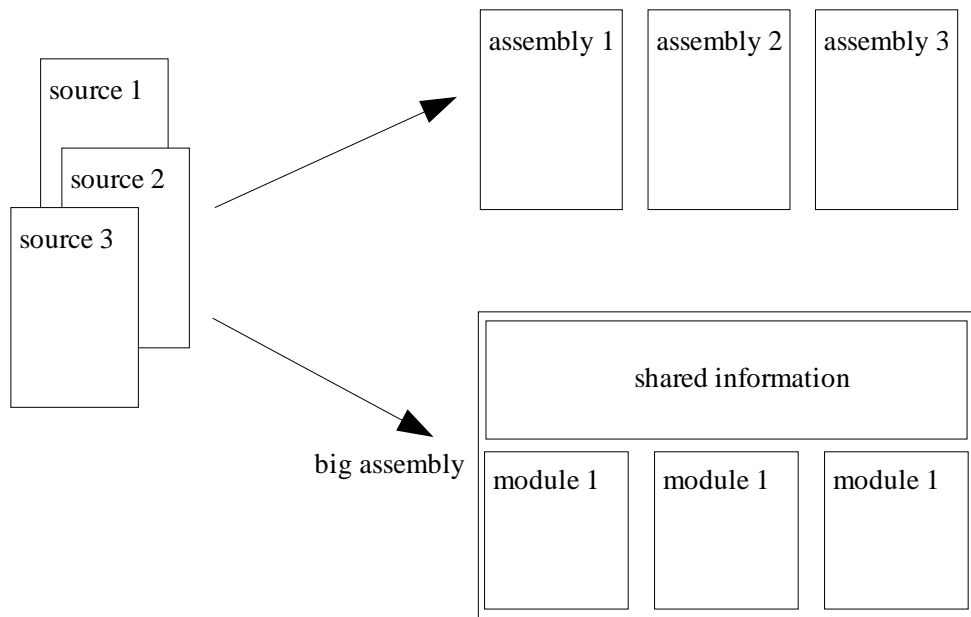 source 1
source 2
source 3
assembly 1
assembly 2
assembly 3
big assembly
shared information
module 1
module 1
module 1